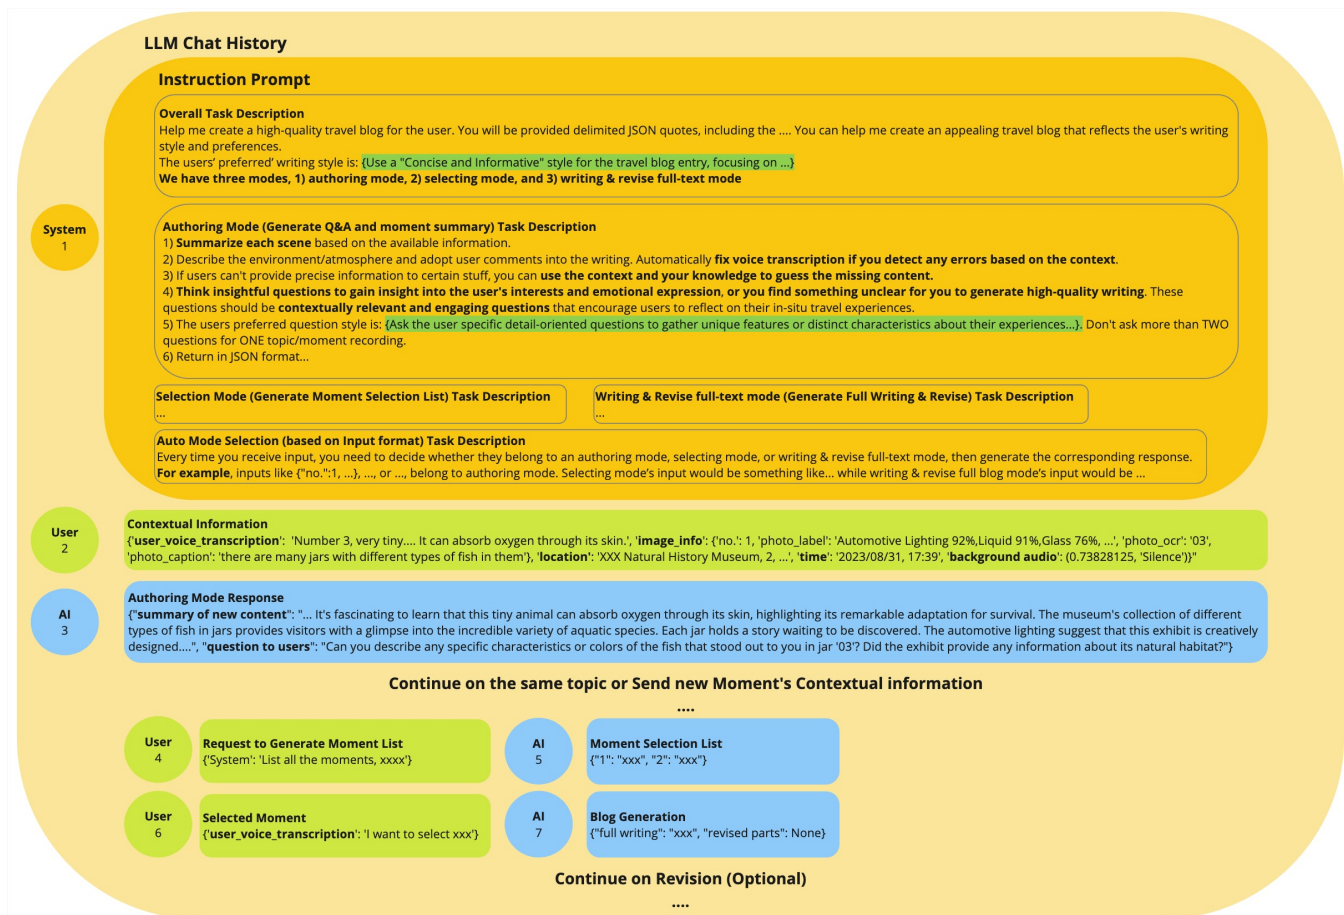 LLM Chat History
Instruction Prompt
Overall Task Description
Help me create a high-quality travel blog for the user. You will be provided delimited JSON quotes, including the .... You can help me create an appealing travel blog that reflects the user's writing
style and preferences.
The users' preferred' writing style is: {Use a "Concise and Informative" style for the travel blog entry, focusing on ...}
We have three modes, 1) authoring mode, 2) selecting mode, and 3) writing & revise full-text mode
System
1
Authoring Mode (Generate Q&A and moment summary) Task Description
1) Summarize each scene based on the available information.
2) Describe the environment/atmosphere and adopt user comments into the writing. Automatically fix voice transcription if you detect any errors based on the context.
3) If users can't provide precise information to certain stuff, you can use the context and your knowledge to guess the missing content.
4) Think insightful questions to gain insight into the user's interests and emotional expression, or you find something unclear for you to generate high-quality writing. These
questions should be contextually relevant and engaging questions that encourage users to reflect on their in-situ travel experiences.
5) The users preferred question style is: {Ask the user specific detail-oriented questions to gather unique features or distinct characteristics about their experiences...}. Don't ask more than TWO
questions for ONE topic/moment recording.
6) Return in JSON format...
Selection Mode (Generate Moment Selection List) Task Description
...
Writing & Revise full-text mode (Generate Full Writing & Revise) Task Description
...
Auto Mode Selection (based on Input format) Task Description
Every time you receive input, you need to decide whether they belong to an authoring mode, selecting mode, or writing & revise full-text mode, then generate the corresponding response.
For example, inputs like {"no.":1, ...}, ..., or ..., belong to authoring mode. Selecting mode's input would be something like... while writing & revise full blog mode's input would be ...
User
2
Contextual Information
{'user_voice_transcription': 'Number 3, very tiny.... It can absorb oxygen through its skin.', 'image_info': {'no.': 1, 'photo_label': 'Automotive Lighting 92%,Liquid 91%,Glass 76%, ...', 'photo_ocr': '03',
'photo_caption': 'there are many jars with different types of fish in them'}, 'location': 'XXX Natural History Museum, 2, ...', 'time': '2023/08/31, 17:39', 'background audio': (0.73828125, 'Silence')}"
AI
3
Authoring Mode Response
{"summary of new content": "... It's fascinating to learn that this tiny animal can absorb oxygen through its skin, highlighting its remarkable adaptation for survival. The museum's collection of different
types of fish in jars provides visitors with a glimpse into the incredible variety of aquatic species. Each jar holds a story waiting to be discovered. The automotive lighting suggest that this exhibit is creatively
designed....", "question to users": "Can you describe any specific characteristics or colors of the fish that stood out to you in jar '03'? Did the exhibit provide any information about its natural habitat?"}
Continue on the same topic or Send new Moment's Contextual information
....
User
4
Request to Generate Moment List
{'System': 'List all the moments, xxxx'}
AI
5
Moment Selection List
{"1": "xxx", "2": "xxx"}
User
6
Selected Moment
{'user_voice_transcription': 'I want to select xxx'}
AI
7
Blog Generation
{"full writing": "xxx", "revised parts": None}
Continue on Revision (Optional)
....